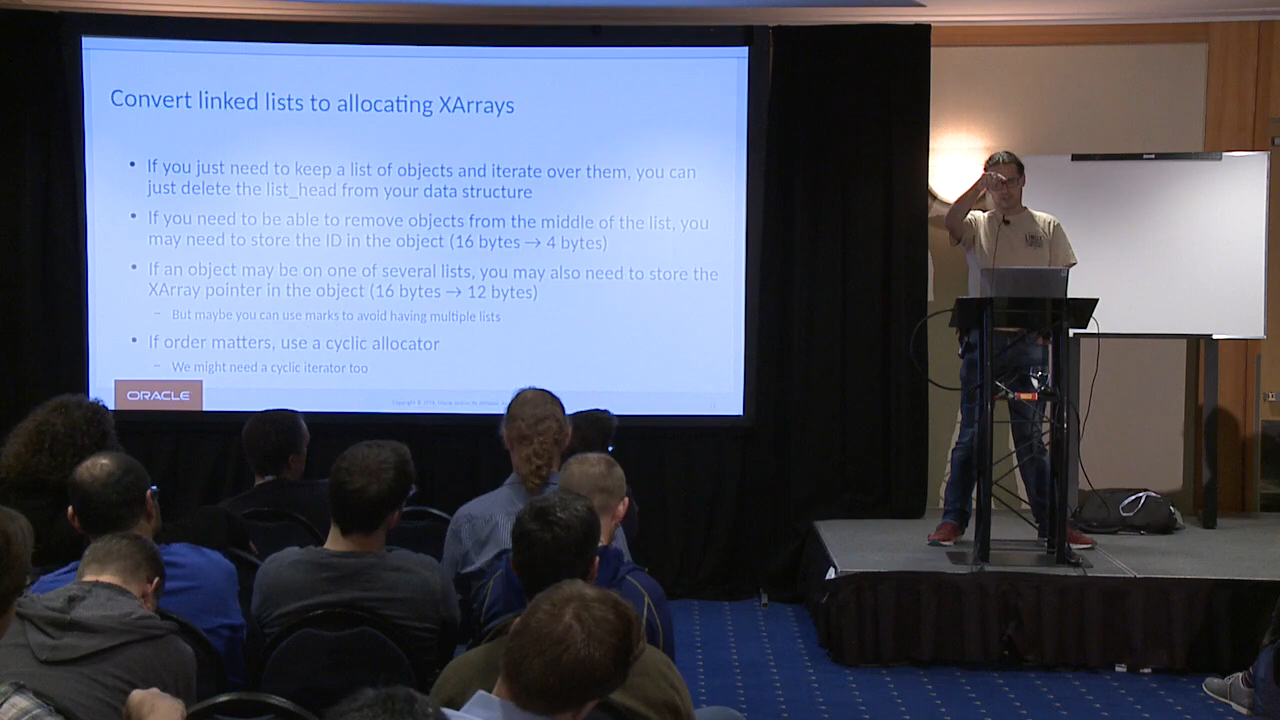 Convert linked lists to allocating XArrays
• If you just need to keep a list of objects and iterate over them, you can
just delete the list_head from your data structure
• If you need to be able to remove objects from the middle of the list, you
may need to store the ID in the object (16 bytes → 4 bytes)
• If an object may be on one of several lists, you may also need to store the
XArray pointer in the object (16 bytes → 12 bytes)
– But maybe you can use marks to avoid having multiple lists
• If order matters, use a cyclic allocator
– We might need a cyclic iterator too
ORACLE